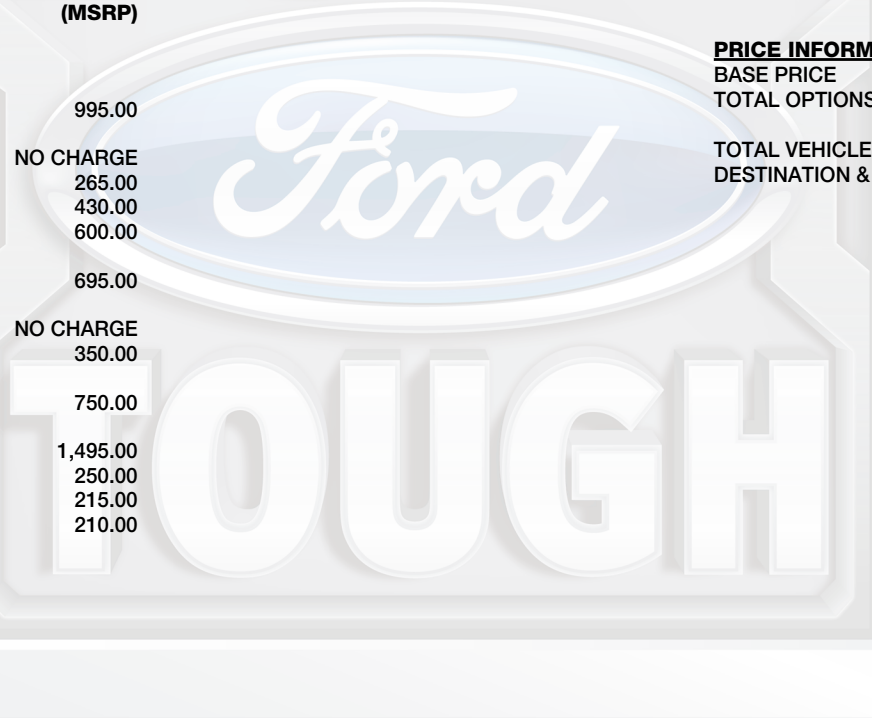 (MSRP)
995.00
NO CHARGE
265.00
430.00
600.00
695.00
NO CHARGE
350.00
750.00
1,495.00
250.00
215.00
210.00
PRICE INFORM
BASE PRICE
TOTAL OPTIONS
TOTAL VEHICLE
DESTINATION &
Ford
TOUGH